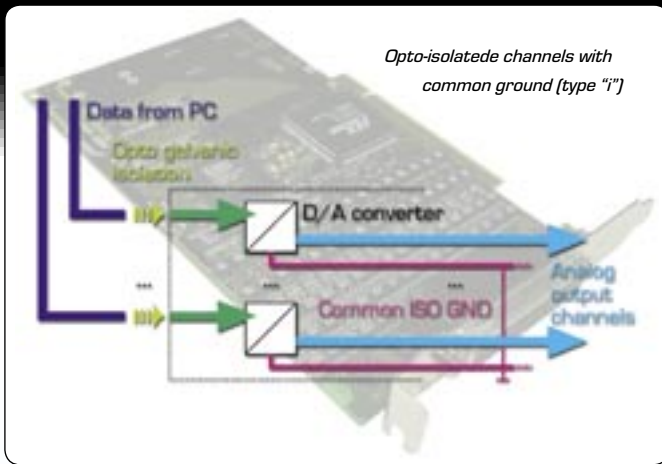 Opto-isolatede channels with
common ground (type “i”)
Data from PC
Opto galvanic
isolation
D/A converter
...
...
...
Analog
output
channels
Common ISO GND